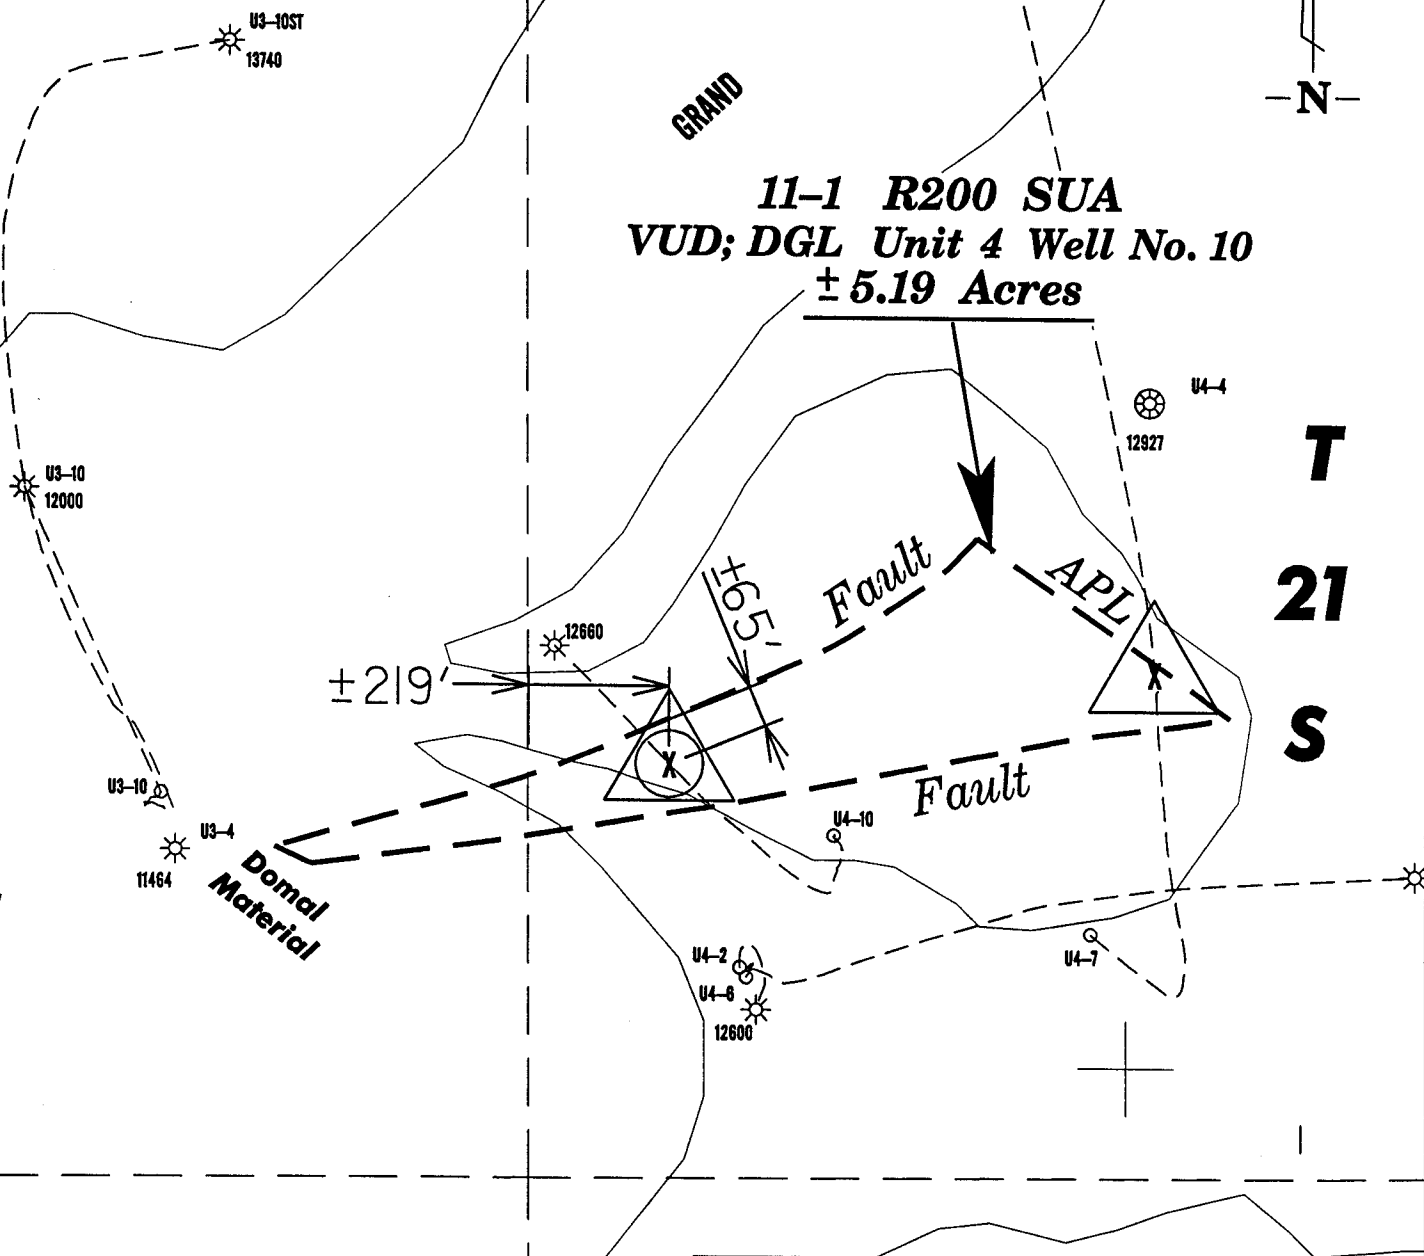 U3–10ST
13740
GRAND
–N–
11–1 R200 SUA
VUD; DGL Unit 4 Well No. 10
± 5.19 Acres
U4–4
12927
T
21
S
U3–10
12000
Fault
APL
±65'
12660
±219'
U3–10
U3–4
11464
Domal
Material
X
X
Fault
U4–10
U4–2
U4–6
12600
U4–7